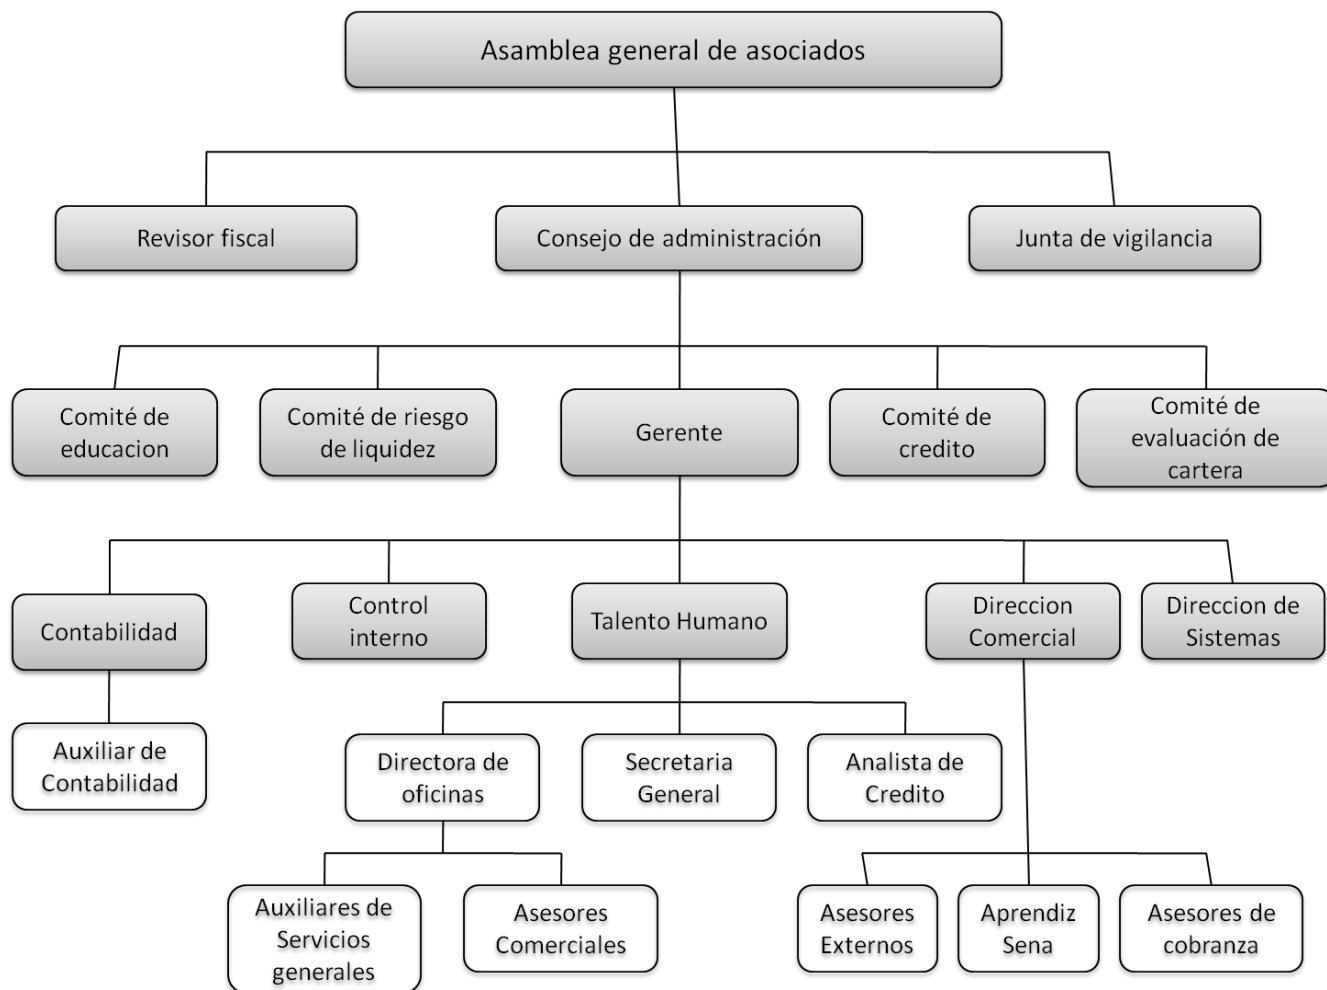 Asamblea general de asociados
Revisor fiscal
Consejo de administración
Junta de vigilancia
Comité de
educacion
Comité de riesgo
de liquidez
Gerente
Comité de
credito
Comité de
evaluación de
cartera
Contabilidad
Control
interno
Talento Humano
Direccion
Comercial
Direccion de
Sistemas
Auxiliar de
Contabilidad
Directora de
oficinas
Secretaria
General
Analista de
Credito
Auxiliares de
Servicios
generales
Asesores
Comerciales
Asesores
Externos
Aprendiz
Sena
Asesores de
cobranza